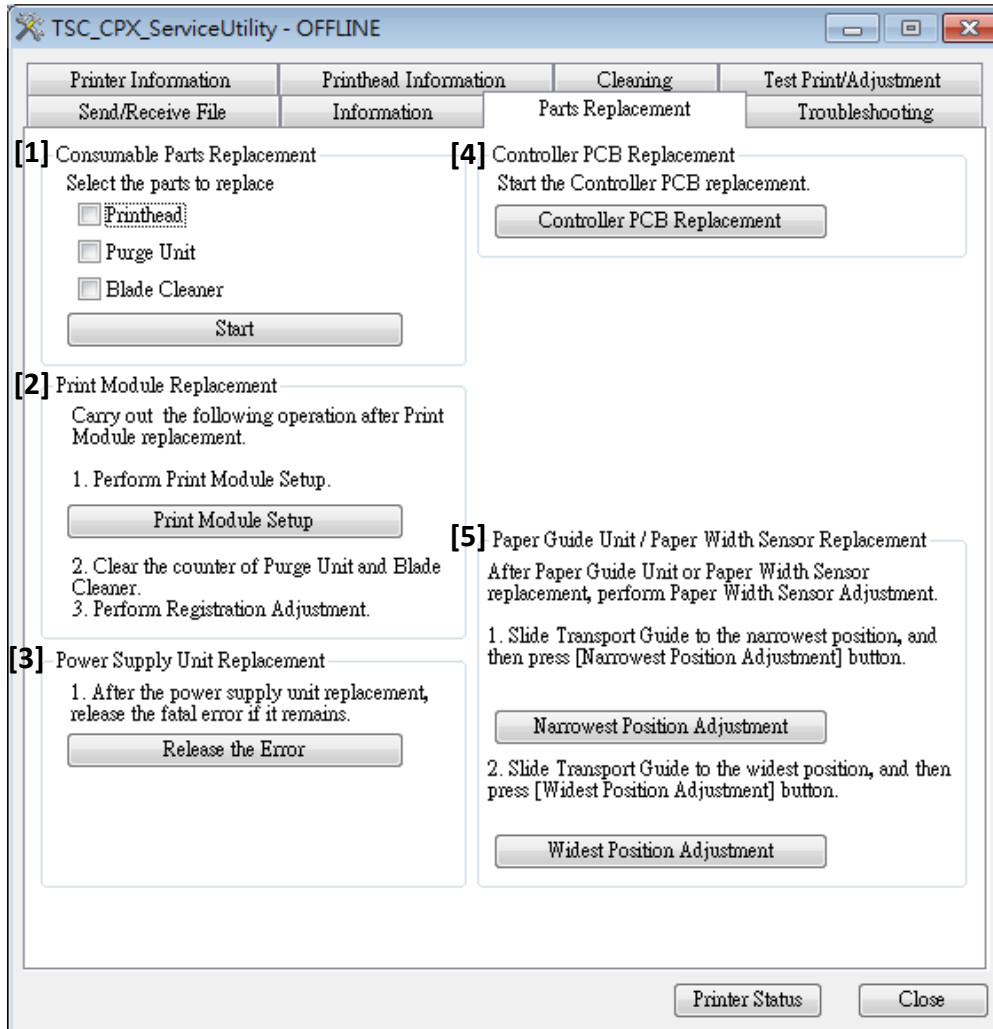 TSC_CPX_ServiceUtility - OFFLINE
Printer Information
Printhead Information
Cleaning
Test Print/Adjustment
Send/Receive File
Information
Parts Replacement
Troubleshooting
[1] Consumable Parts Replacement
Select the parts to replace
Printhead
Purge Unit
Blade Cleaner
Start
[2] Print Module Replacement
Carry out the following operation after Print
Module replacement.
1. Perform Print Module Setup.
Print Module Setup
2. Clear the counter of Purge Unit and Blade
Cleaner.
3. Perform Registration Adjustment.
[3] Power Supply Unit Replacement
1. After the power supply unit replacement,
release the fatal error if it remains.
Release the Error
[4] Controller PCB Replacement
Start the Controller PCB replacement.
Controller PCB Replacement
[5] Paper Guide Unit / Paper Width Sensor Replacement
After Paper Guide Unit or Paper Width Sensor
replacement, perform Paper Width Sensor Adjustment.
1. Slide Transport Guide to the narrowest position, and
then press [Narrowest Position Adjustment] button.
Narrowest Position Adjustment
2. Slide Transport Guide to the widest position, and then
press [Widest Position Adjustment] button.
Widest Position Adjustment
Printer Status
Close